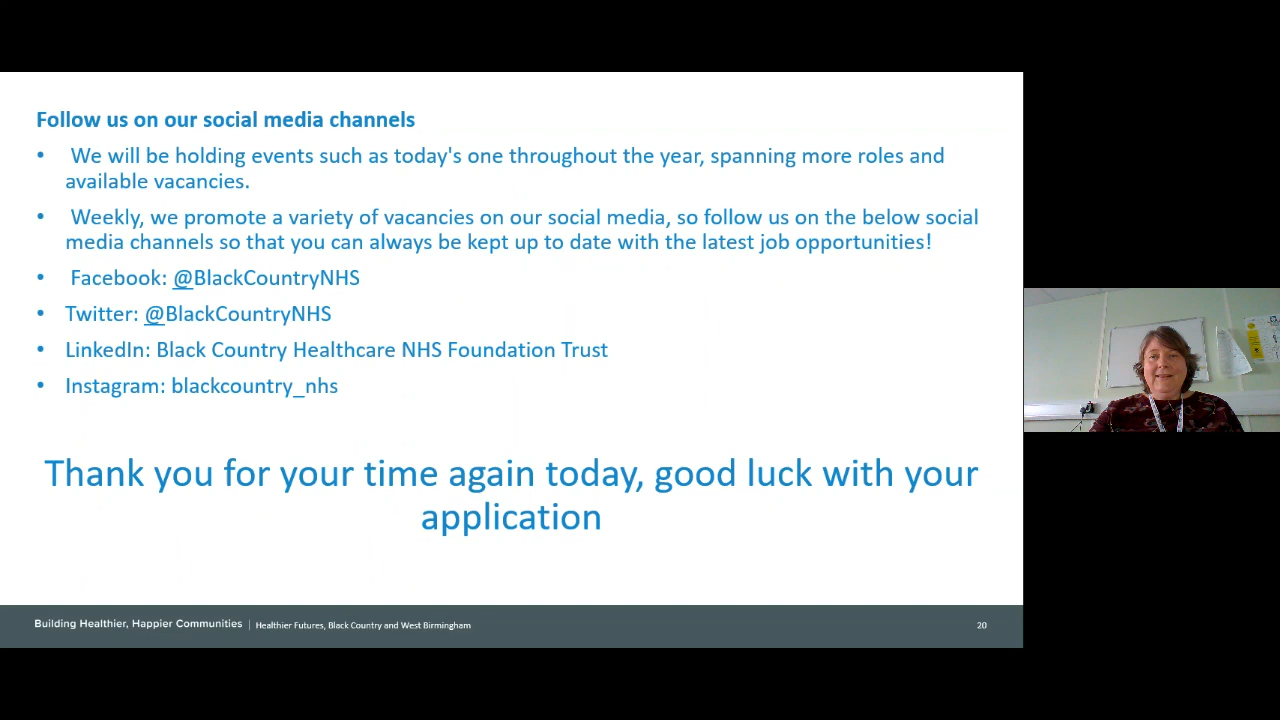 Follow us on our social media channels
• We will be holding events such as today's one throughout the year, spanning more roles and
available vacancies.
• Weekly, we promote a variety of vacancies on our social media, so follow us on the below social
media channels so that you can always be kept up to date with the latest job opportunities!
• Facebook: @BlackCountryNHS
• Twitter: @BlackCountryNHS
• LinkedIn: Black Country Healthcare NHS Foundation Trust
• Instagram: blackcountry_nhs
Thank you for your time again today, good luck with your
application
Building Healthier, Happier Communities | Healthier Futures, Black Country and West Birmingham
20